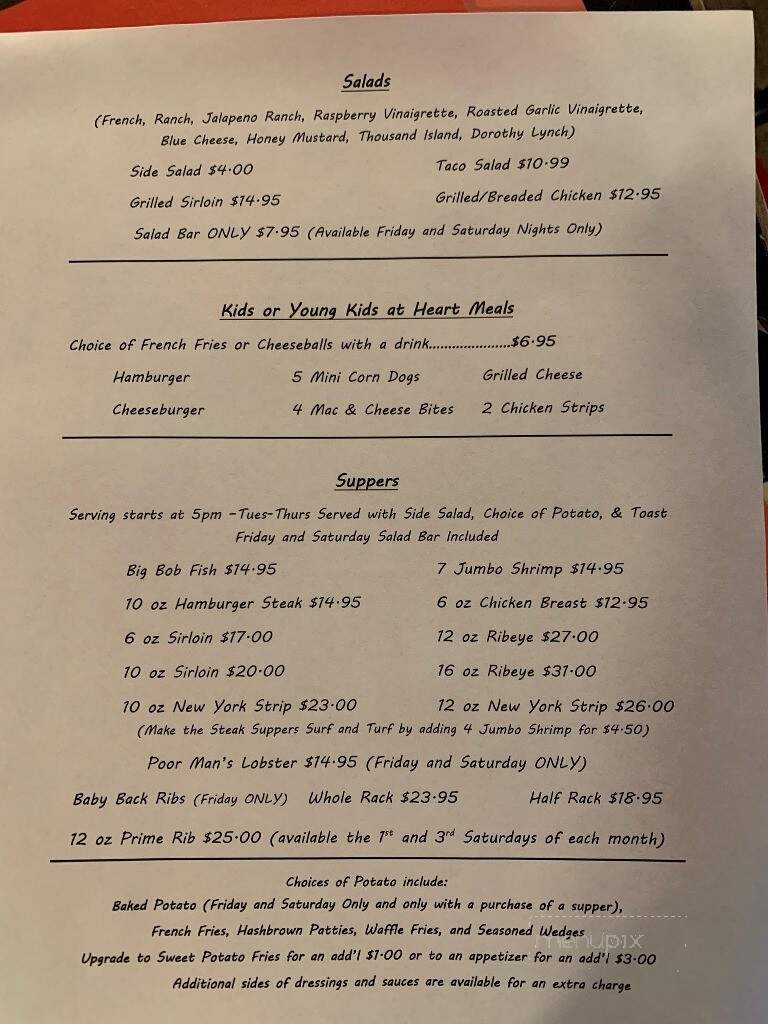 Salads
(French, Ranch, Jalapeno Ranch, Raspberry Vinaigrette, Roasted Garlic Vinaigrette,
Blue Cheese, Honey Mustard, Thousand Island, Dorothy Lynch)
Side Salad $4.00 Taco Salad $10.99
Grilled Sirloin $14.95 Grilled/Breaded Chicken $12.95
Salad Bar ONLY $7.95 (Available Friday and Saturday Nights Only)
Kids or Young Kids at Heart Meals
Choice of French Fries or Cheeseballs with a drink.....................$6.95
Hamburger 5 Mini Corn Dogs Grilled Cheese
Cheeseburger 4 Mac & Cheese Bites 2 Chicken Strips
Suppers
Serving starts at 5pm -Tues-Thurs Served with Side Salad, Choice of Potato, & Toast
Friday and Saturday Salad Bar Included
Big Bob Fish $14.95 7 Jumbo Shrimp $14.95
10 oz Hamburger Steak $14.95 6 oz Chicken Breast $12.95
6 oz Sirloin $17.00 12 oz Ribeye $27.00
10 oz Sirloin $20.00 16 oz Ribeye $31.00
10 oz New York Strip $23.00 12 oz New York Strip $26.00
(Make the Steak Suppers Surf and Turf by adding 4 Jumbo Shrimp for $4.50)
Poor Man's Lobster $14.95 (Friday and Saturday ONLY)
Baby Back Ribs (Friday ONLY) Whole Rack $23.95 Half Rack $18.95
12 oz Prime Rib $25.00 (available the 1st and 3rd Saturdays of each month)
Choices of Potato include:
Baked Potato (Friday and Saturday Only and only with a purchase of a supper),
French Fries, Hashbrown Patties, Waffle Fries, and Seasoned Wedges
menupix
Upgrade to Sweet Potato Fries for an add'l $1.00 or to an appetizer for an add'l $3.00
Additional sides of dressings and sauces are available for an extra charge